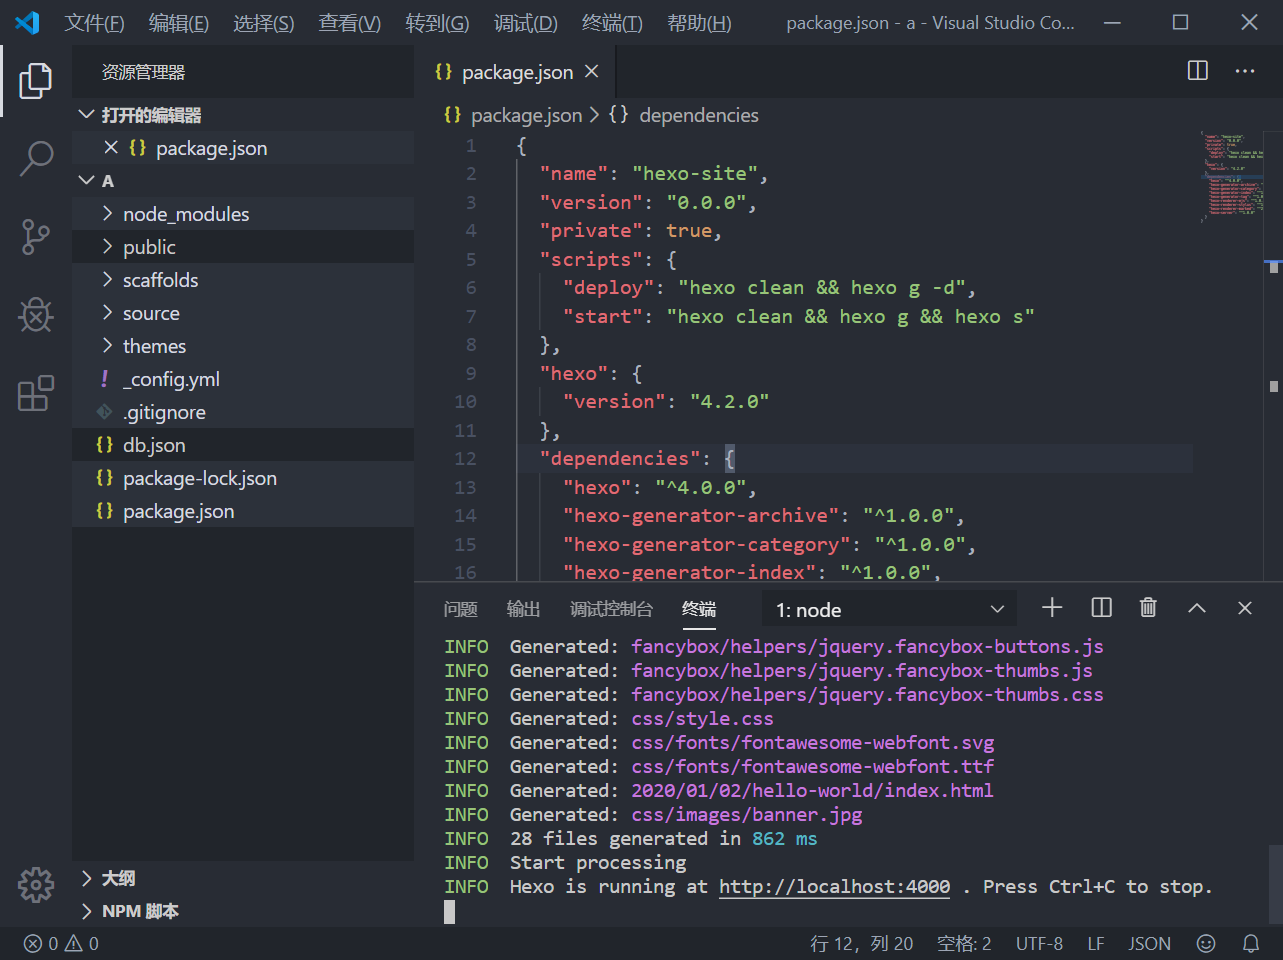 文件(F) 编辑(E) 选择(S) 查看(V) 转到(G) 调试(D) 终端(T) 帮助(H) package.json - a - Visual Studio Co...
资源管理器
打开的编辑器
package.json
A
node_modules
public
scaffolds
source
themes
_config.yml
.gitignore
db.json
package-lock.json
package.json
大纲
NPM 脚本
package.json
package.json > {} dependencies
1 {
2 "name": "hexo-site",
3 "version": "0.0.0",
4 "private": true,
5 "scripts": {
6 "deploy": "hexo clean && hexo g -d",
7 "start": "hexo clean && hexo g && hexo s"
8 },
9 "hexo": {
10 "version": "4.2.0"
11 },
12 "dependencies": {
13 "hexo": "^4.0.0",
14 "hexo-generator-archive": "^1.0.0",
15 "hexo-generator-category": "^1.0.0",
16 "hexo-generator-index": "^1.0.0",
问题 输出 调试控制台 终端 1: node
INFO Generated: fancybox/helpers/jquery.fancybox-buttons.js
INFO Generated: fancybox/helpers/jquery.fancybox-thumbs.js
INFO Generated: fancybox/helpers/jquery.fancybox-thumbs.css
INFO Generated: css/style.css
INFO Generated: css/fonts/fontawesome-webfont.svg
INFO Generated: css/fonts/fontawesome-webfont.ttf
INFO Generated: 2020/01/02/hello-world/index.html
INFO Generated: css/images/banner.jpg
INFO 28 files generated in 862 ms
INFO Start processing
INFO Hexo is running at http://localhost:4000 . Press Ctrl+C to stop.
0 0 行 12，列 20 空格: 2 UTF-8 LF JSON